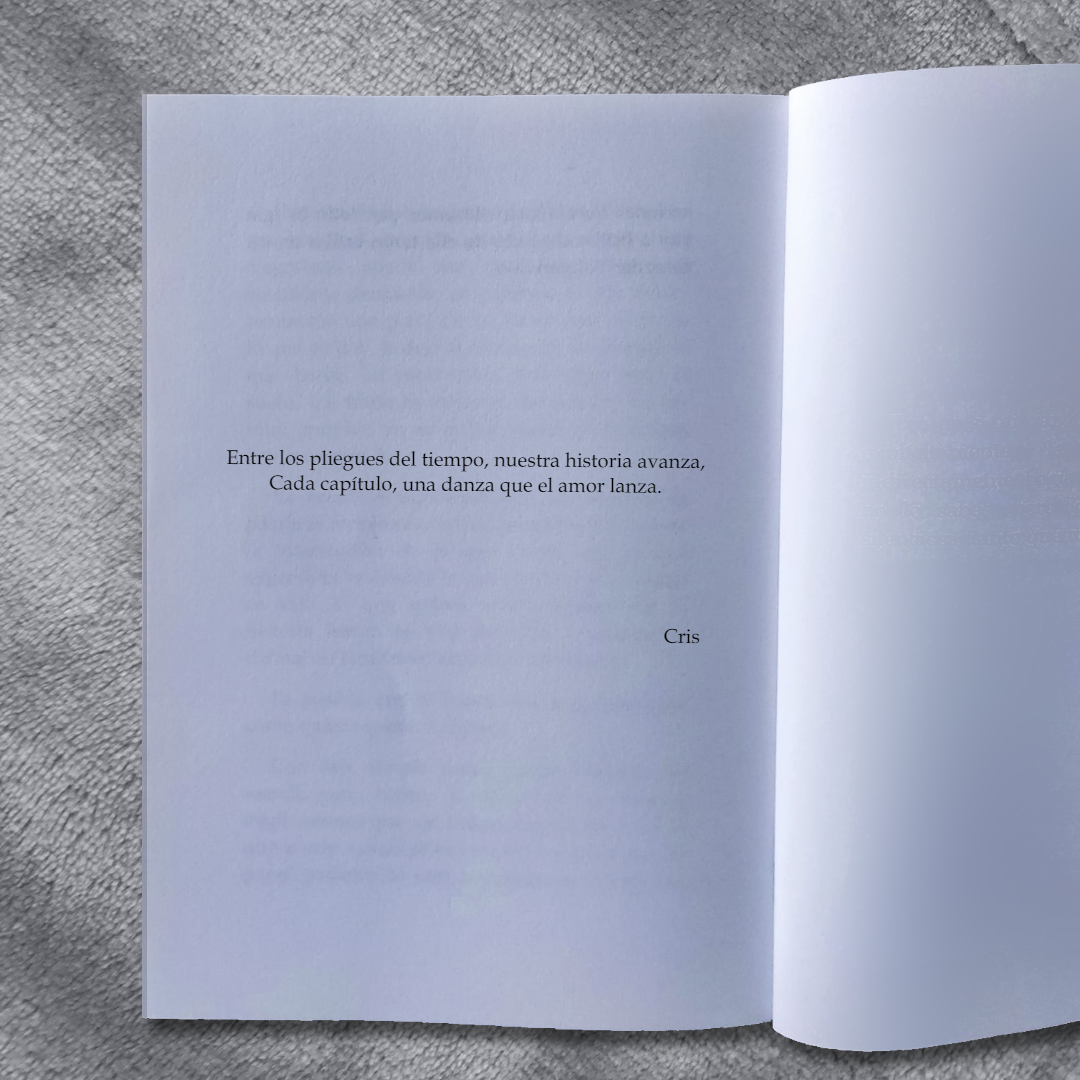 Entre los pliegues del tiempo, nuestra historia avanza,
Cada capítulo, una danza que el amor lanza.
Cris